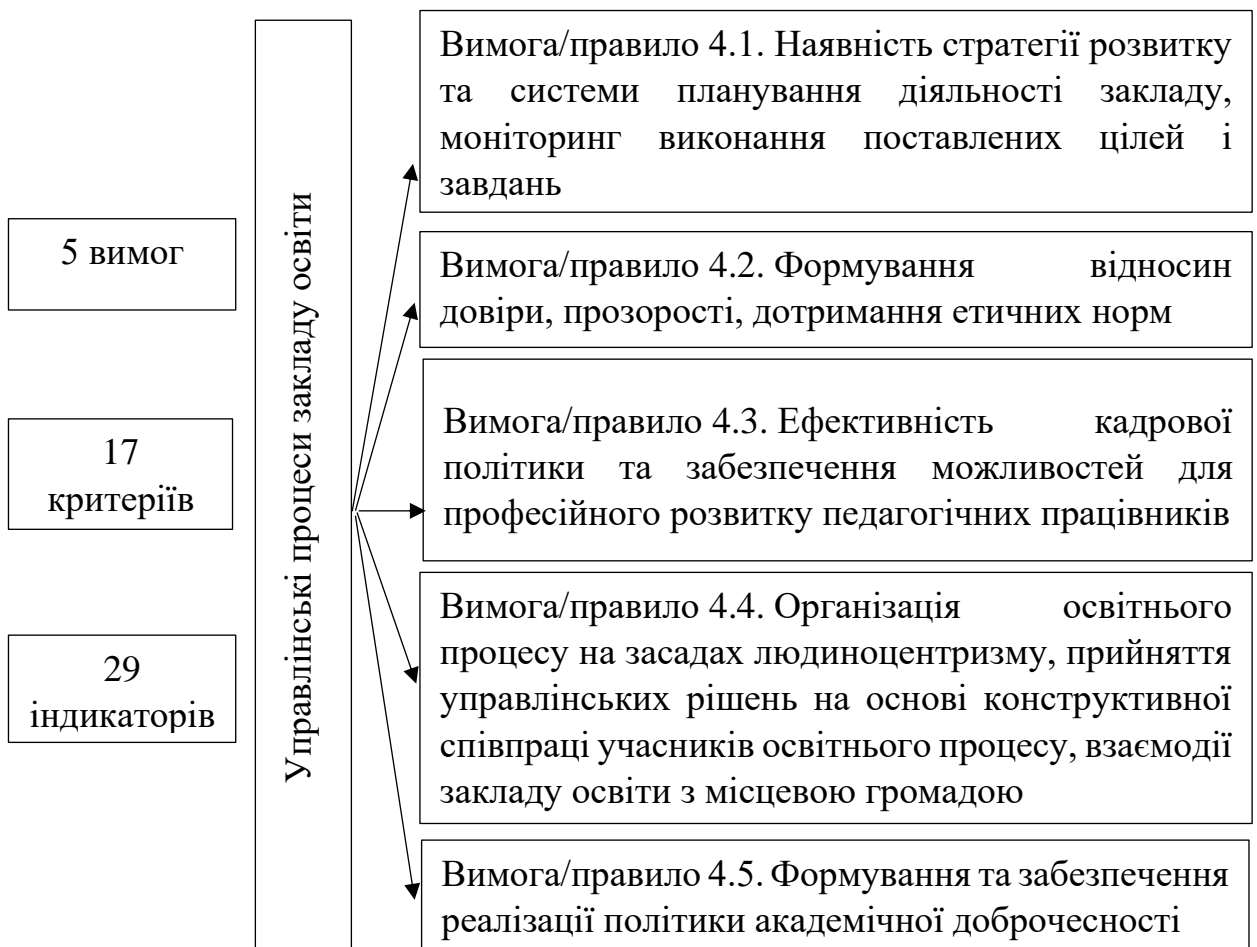 5 вимог
17
критеріїв
29
індикаторів
Управлінські процеси закладу освіти
Вимога/правило 4.1. Наявність стратегії розвитку
та системи планування діяльності закладу,
моніторинг виконання поставлених цілей і
завдань
Вимога/правило 4.2. Формування відносин
довіри, прозорості, дотримання етичних норм
Вимога/правило 4.3. Ефективність кадрової
політики та забезпечення можливостей для
професійного розвитку педагогічних працівників
Вимога/правило 4.4. Організація освітнього
процесу на засадах людиноцентризму, прийняття
управлінських рішень на основі конструктивної
співпраці учасників освітнього процесу, взаємодії
закладу освіти з місцевою громадою
Вимога/правило 4.5. Формування та забезпечення
реалізації політики академічної доброчесності